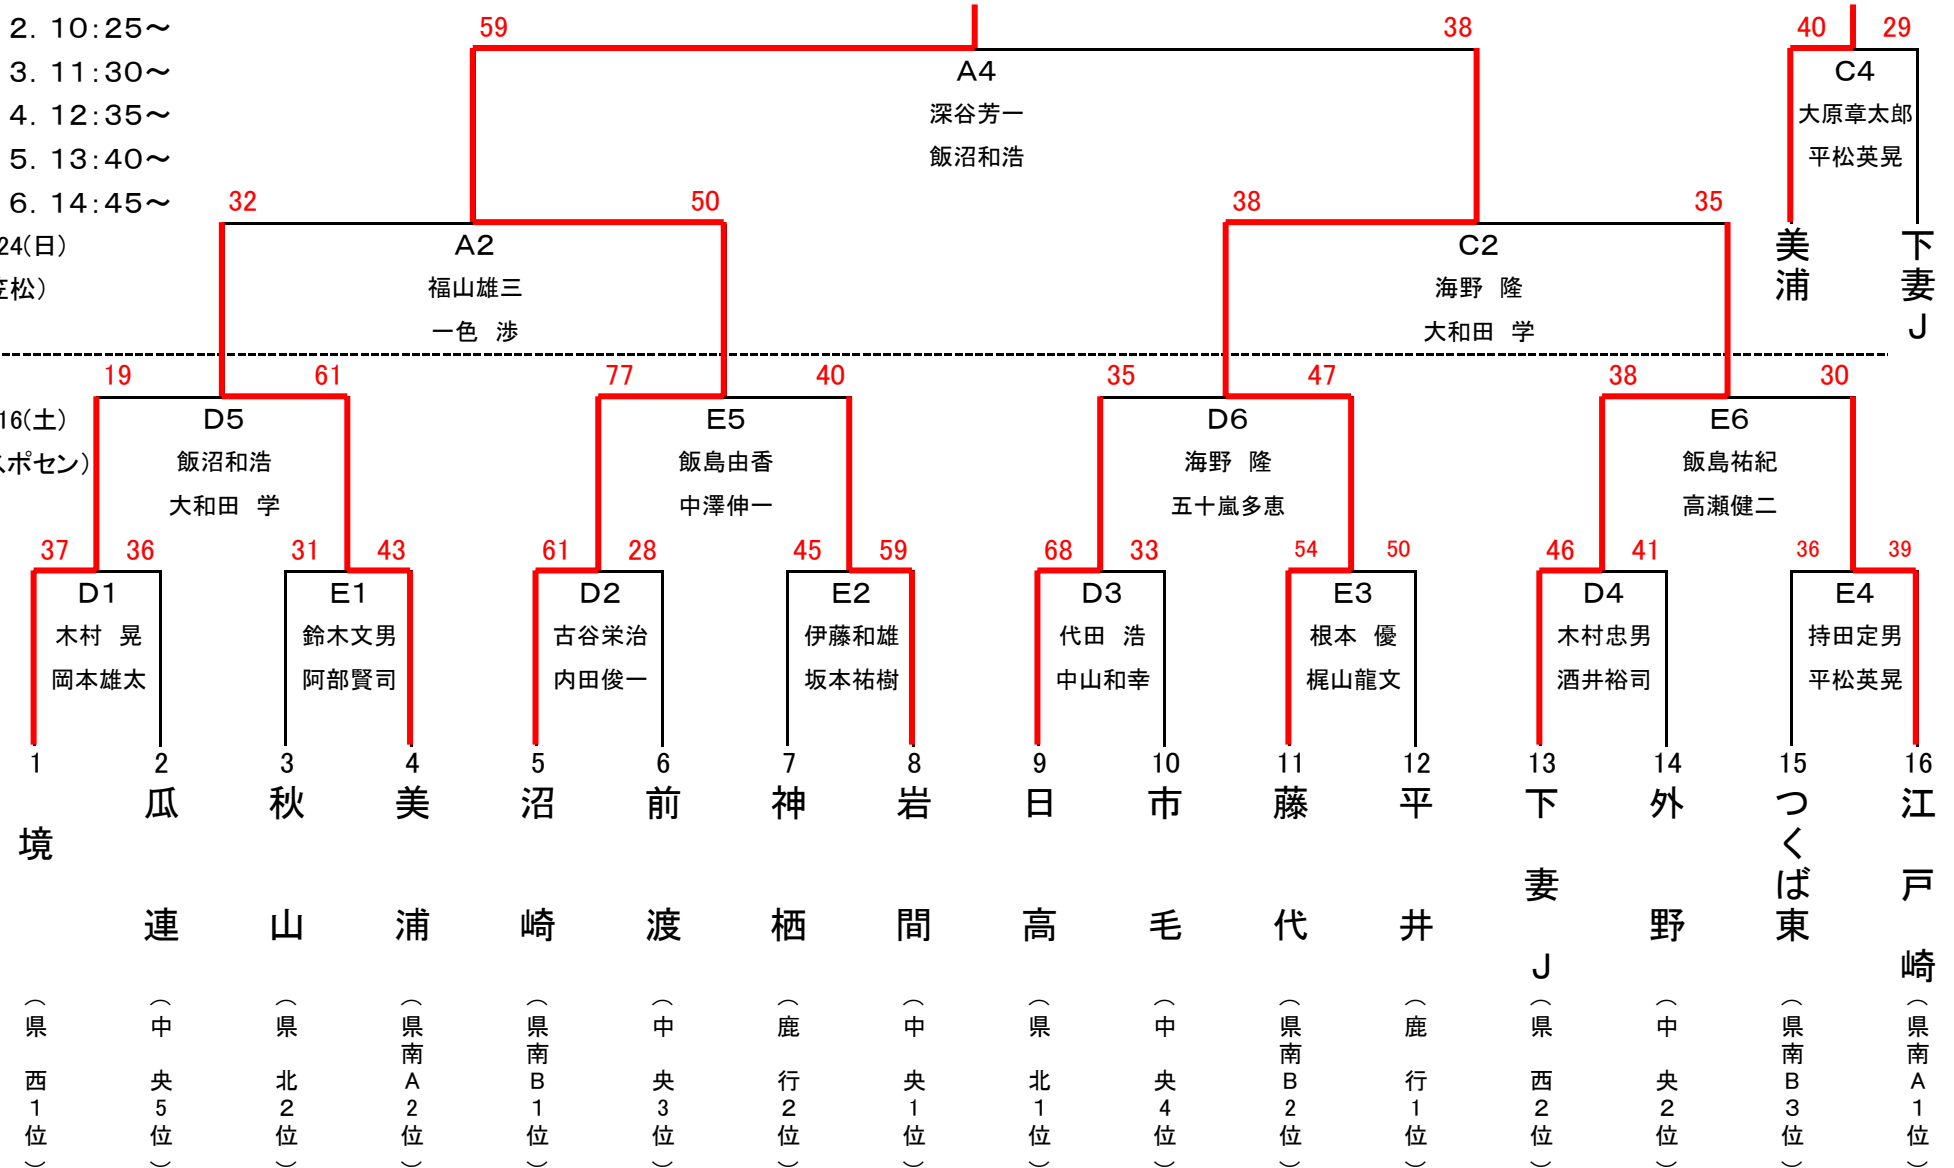 2．10：25～
59
38
40
29
3．11：30～
A4
C4
4．12：35～
深谷芳一
大原章太郎
5．13：40～
飯沼和浩
平松英晃
6．14：45～
32
50
38
35
24(日)
A2
C2
美浦
下妻J
笠松）
福山雄三
海野　隆
一色　渉
大和田　学
19
61
77
40
35
47
38
30
16(土)
D5
E5
D6
E6
スポセン）
飯沼和浩
飯島由香
海野　隆
飯島祐紀
大和田　学
中澤伸一
五十嵐多恵
高瀬健二
37
36
31
43
61
28
45
59
68
33
54
50
46
41
36
39
D1
E1
D2
E2
D3
E3
D4
E4
木村　晃
鈴木文男
古谷栄治
伊藤和雄
代田　浩
根本　優
木村忠男
持田定男
岡本雄太
阿部賢司
内田俊一
坂本祐樹
中山和幸
梶山龍文
酒井裕司
平松英晃
1
2
3
4
5
6
7
8
9
10
11
12
13
14
15
16
境
瓜連
秋山
美浦
沼崎
前渡
神栖
岩間
日高
市毛
藤代
平井
下妻J
外野
つくば東
江戸崎
（県西1位）
（中央5位）
（県北2位）
（県南A2位）
（県南B1位）
（中央3位）
（鹿行2位）
（中央1位）
（県北1位）
（中央4位）
（県南B2位）
（鹿行1位）
（県西2位）
（中央2位）
（県南B3位）
（県南A1位）